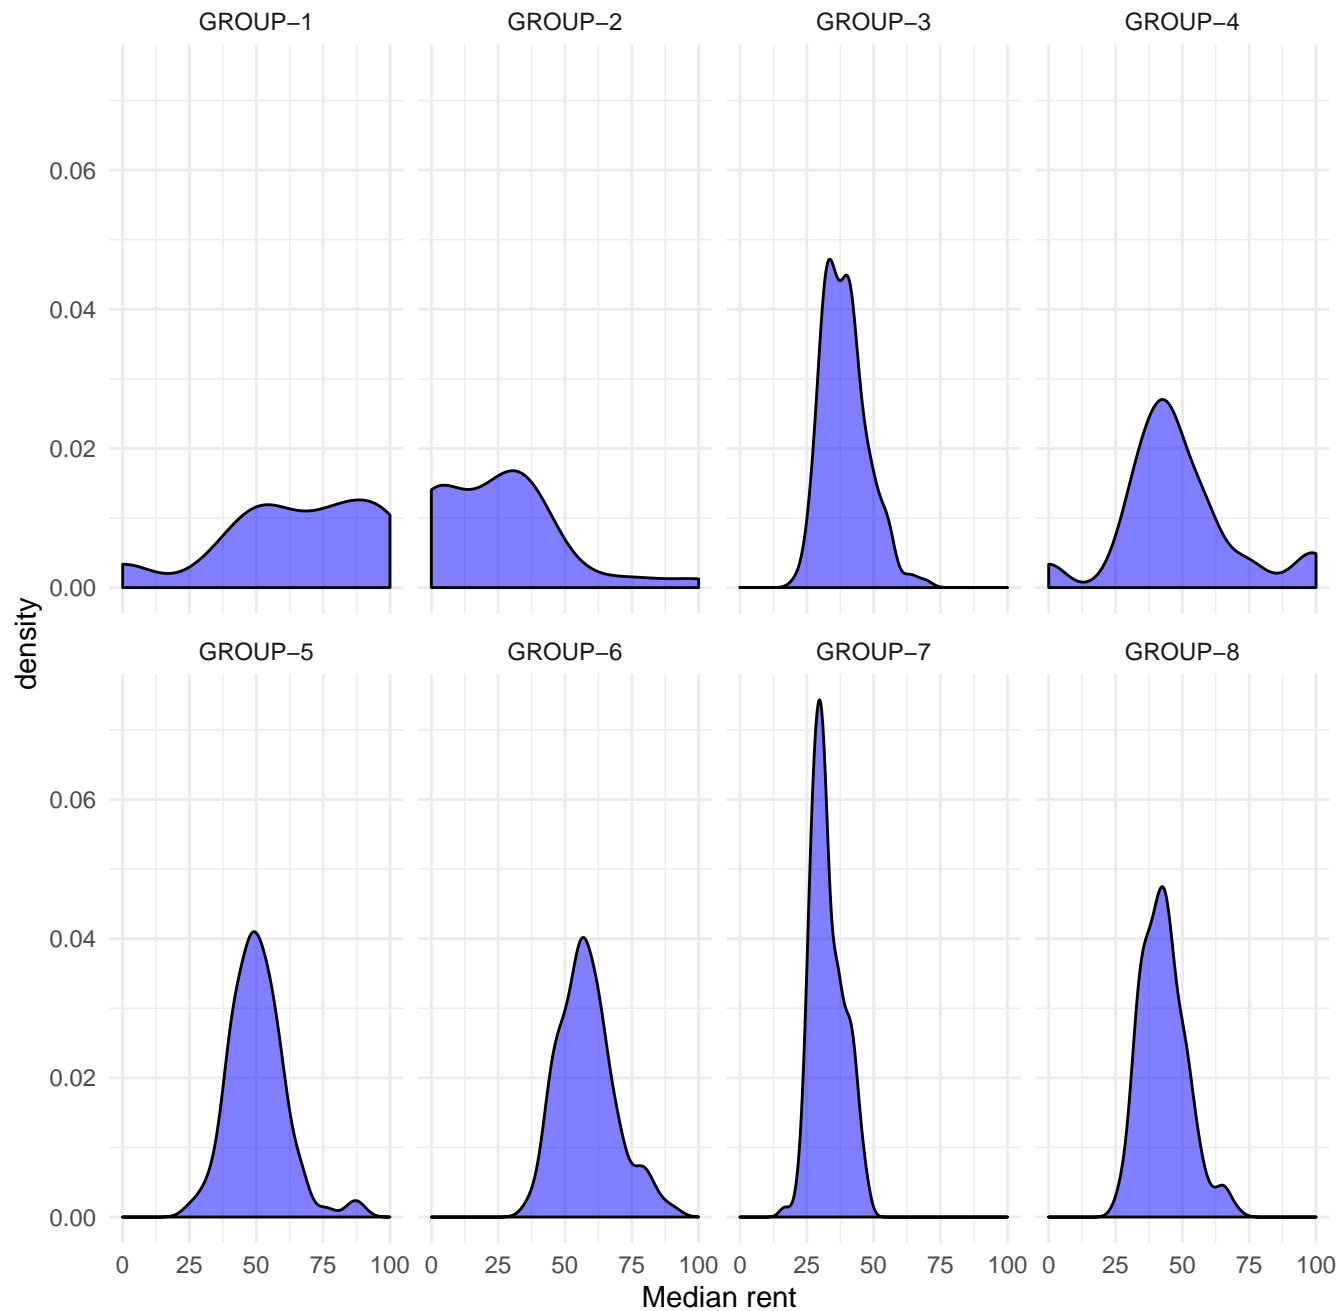 GROUP−1 GROUP−2 GROUP−3 GROUP−4
0.06
0.04
0.02
0.00
density
GROUP−5 GROUP−6 GROUP−7 GROUP−8
0.06
0.04
0.02
0.00
0 25 50 75 100 0 25 50 75 100 0 25 50 75 100 0 25 50 75 100
Median rent